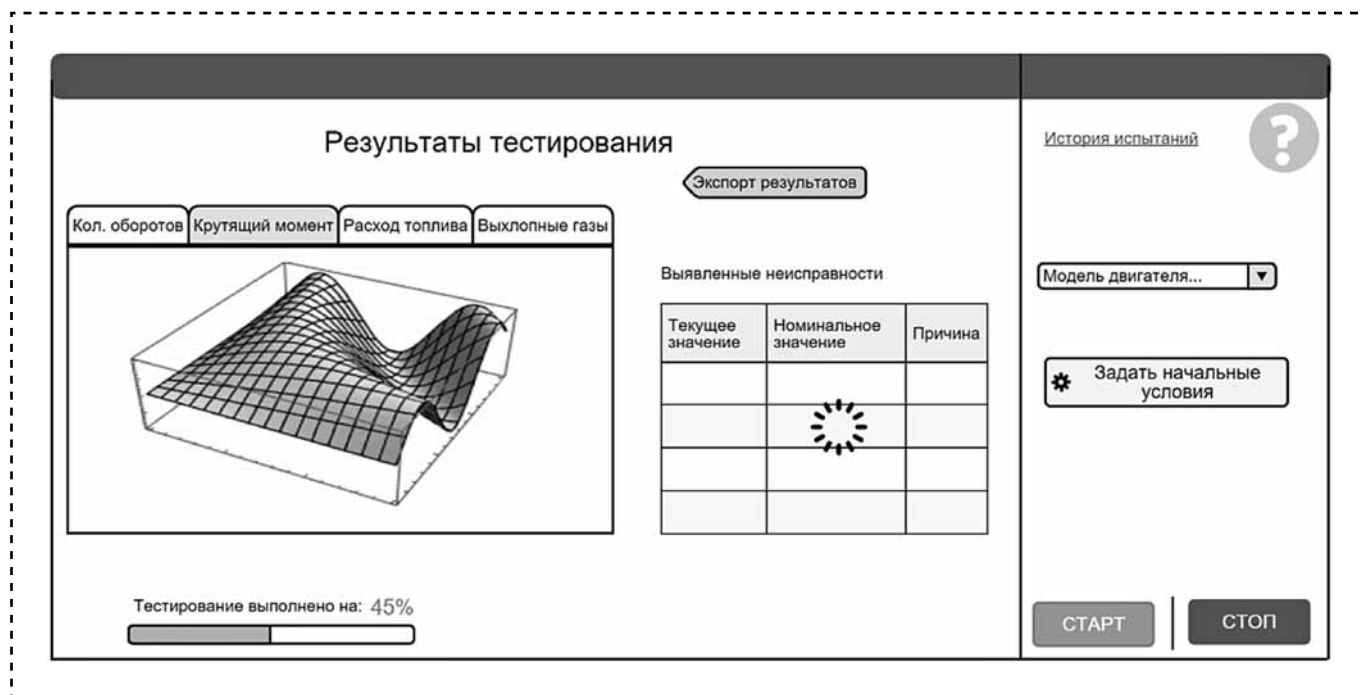 Результаты тестирования
Экспорт результатов
Кол. оборотов
Крутящий момент
Расход топлива
Выхлопные газы
Выявленные неисправности
Текущее
значение
Номинальное
значение
Причина
Тестирование выполнено на: 45%
История испытаний
?
Модель двигателя...
Задать начальные
условия
СТАРТ
СТОП